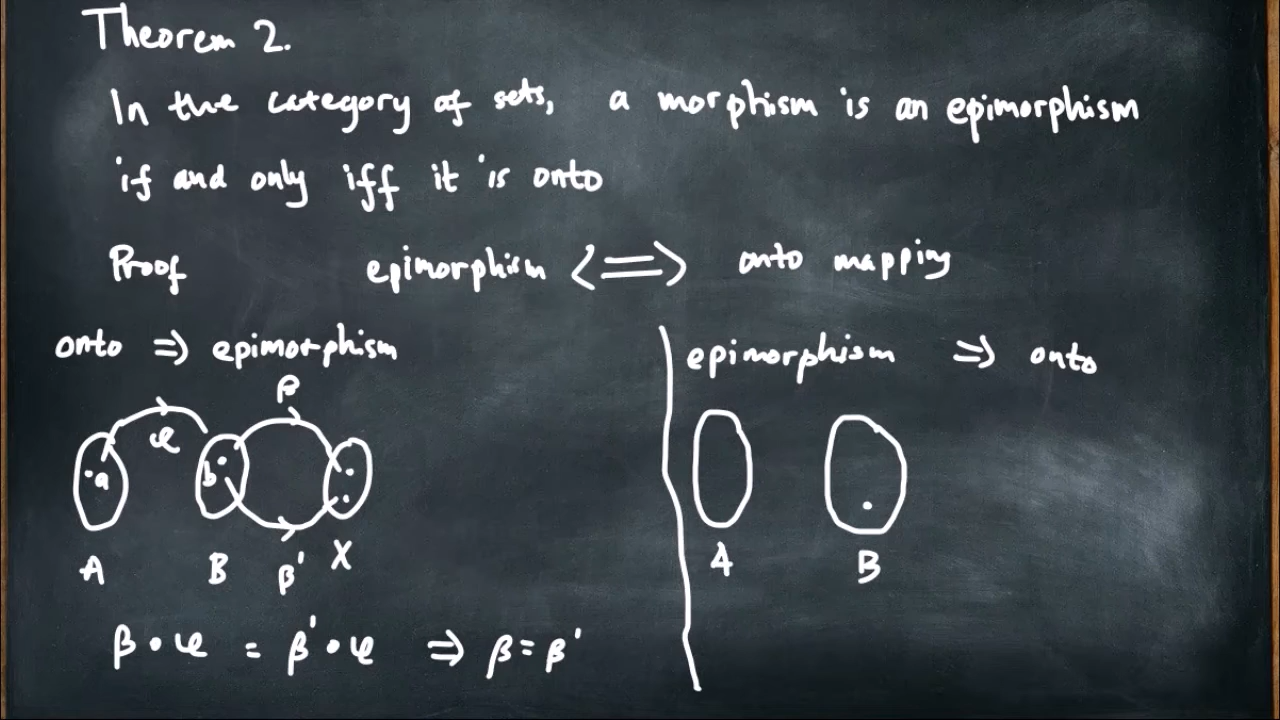 Theorem 2.
In the category of sets, a morphism is an epimorphism
if and only iff it is onto
Proof epimorphism <=> onto mapping
onto => epimorphism
β
φ
a
b
A B β' X
β • φ = β' • φ => β = β'
epimorphism => onto
A B